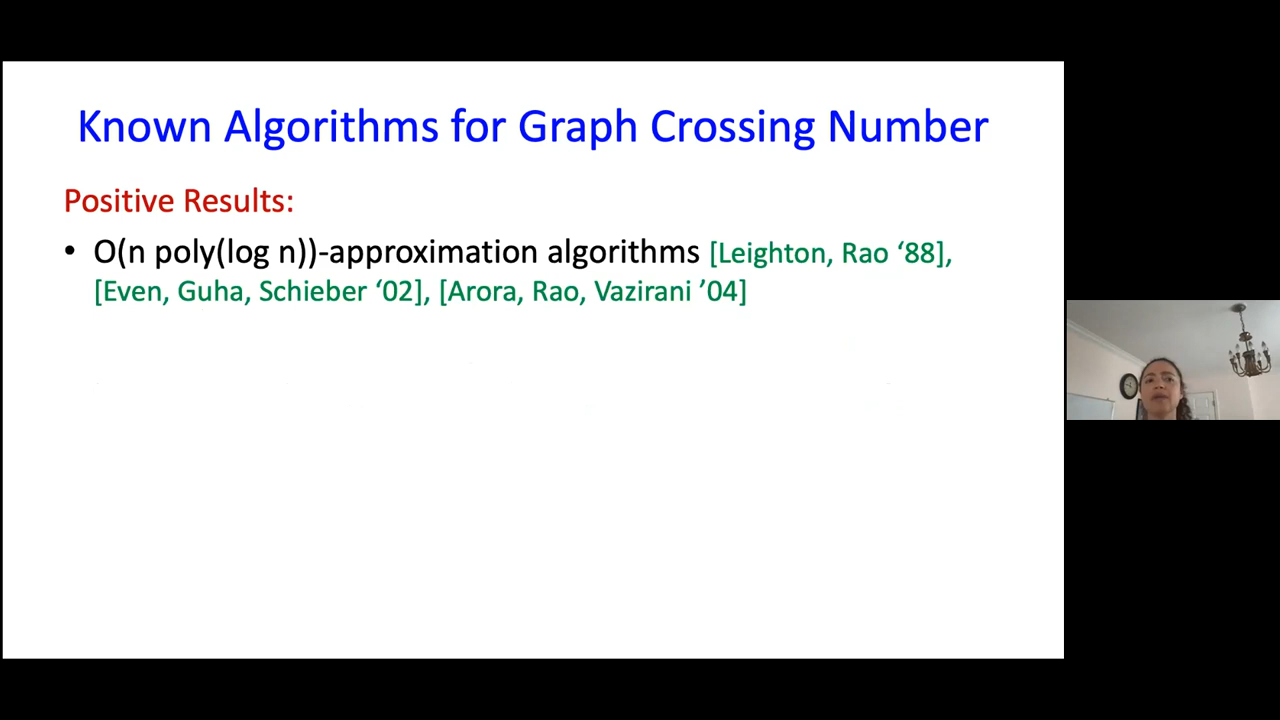 Known Algorithms for Graph Crossing Number
Positive Results:
• O(n poly(log n))-approximation algorithms [Leighton, Rao ‘88],
[Even, Guha, Schieber ‘02], [Arora, Rao, Vazirani ’04]